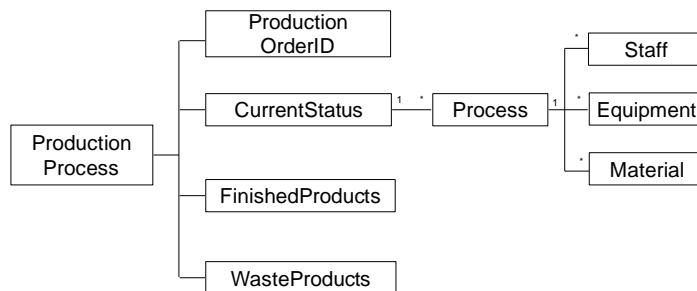 Production
OrderID
CurrentStatus
1
*
Process
1
*
Staff
*
Equipment
*
Material
Production
Process
FinishedProducts
WasteProducts